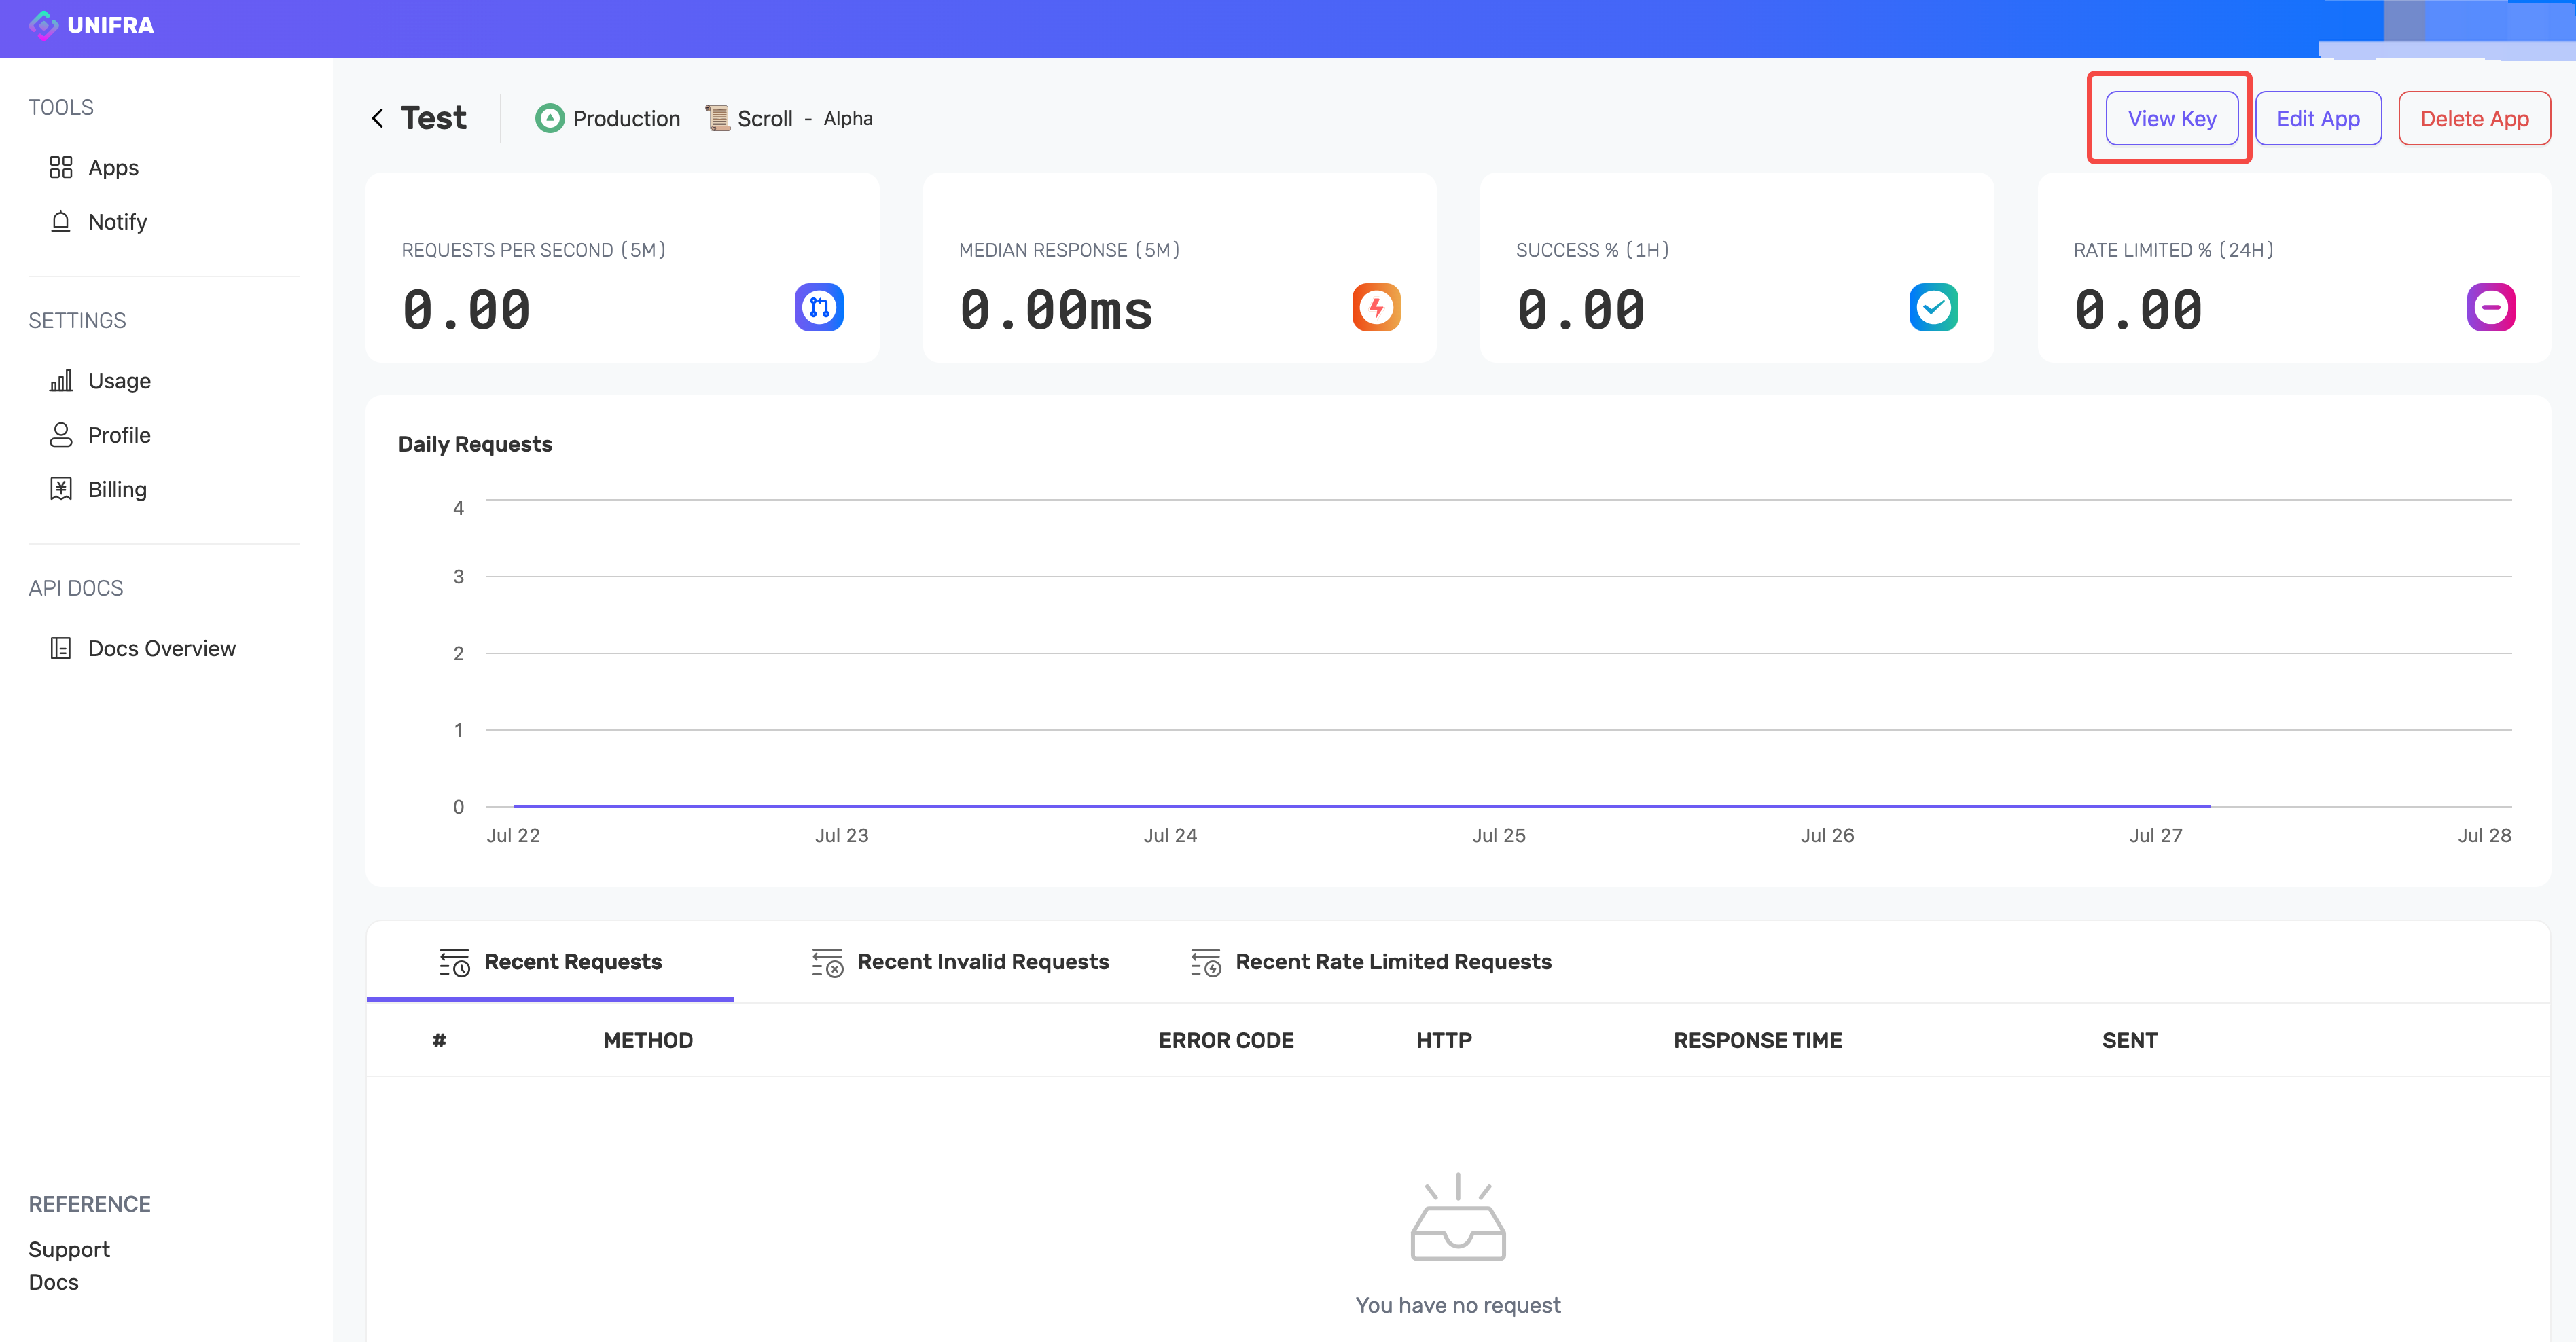 UNIFRA
TOOLS
Apps
Notify
SETTINGS
Usage
Profile
Billing
API DOCS
Docs Overview
REFERENCE
Support
Docs
Test
Production
Scroll - Alpha
View Key
Edit App
Delete App
REQUESTS PER SECOND (5M)
0.00
MEDIAN RESPONSE (5M)
0.00ms
SUCCESS % (1H)
0.00
RATE LIMITED % (24H)
0.00
Daily Requests
4
3
2
1
0
Jul 22 Jul 23 Jul 24 Jul 25 Jul 26 Jul 27 Jul 28
Recent Requests
Recent Invalid Requests
Recent Rate Limited Requests
# METHOD ERROR CODE HTTP RESPONSE TIME SENT
You have no request